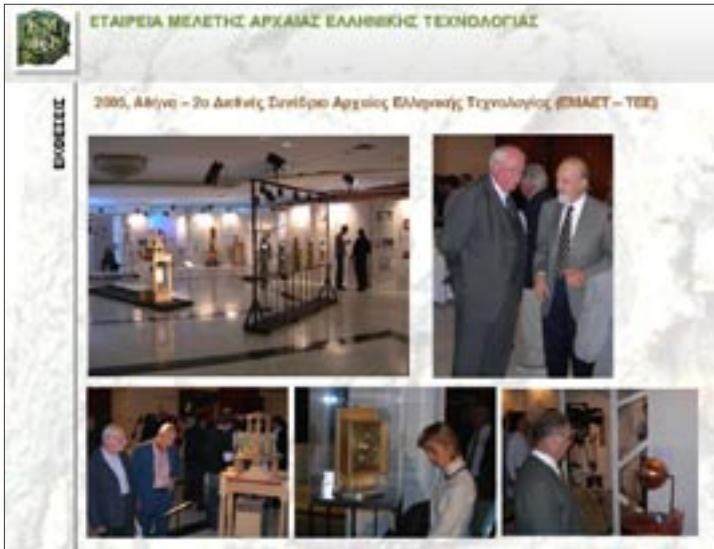 ΕΤΑΙΡΕΙΑ ΜΕΛΕΤΗΣ ΑΡΧΑΙΑΣ ΕΛΛΗΝΙΚΗΣ ΤΕΧΝΟΛΟΓΙΑΣ
ΕΚΘΕΣΕΙΣ
2005, Αθήνα – 2ο Διεθνές Συνέδριο Αρχαίας Ελληνικής Τεχνολογίας (ΕΜΑΕΤ – ΤΕΕ)